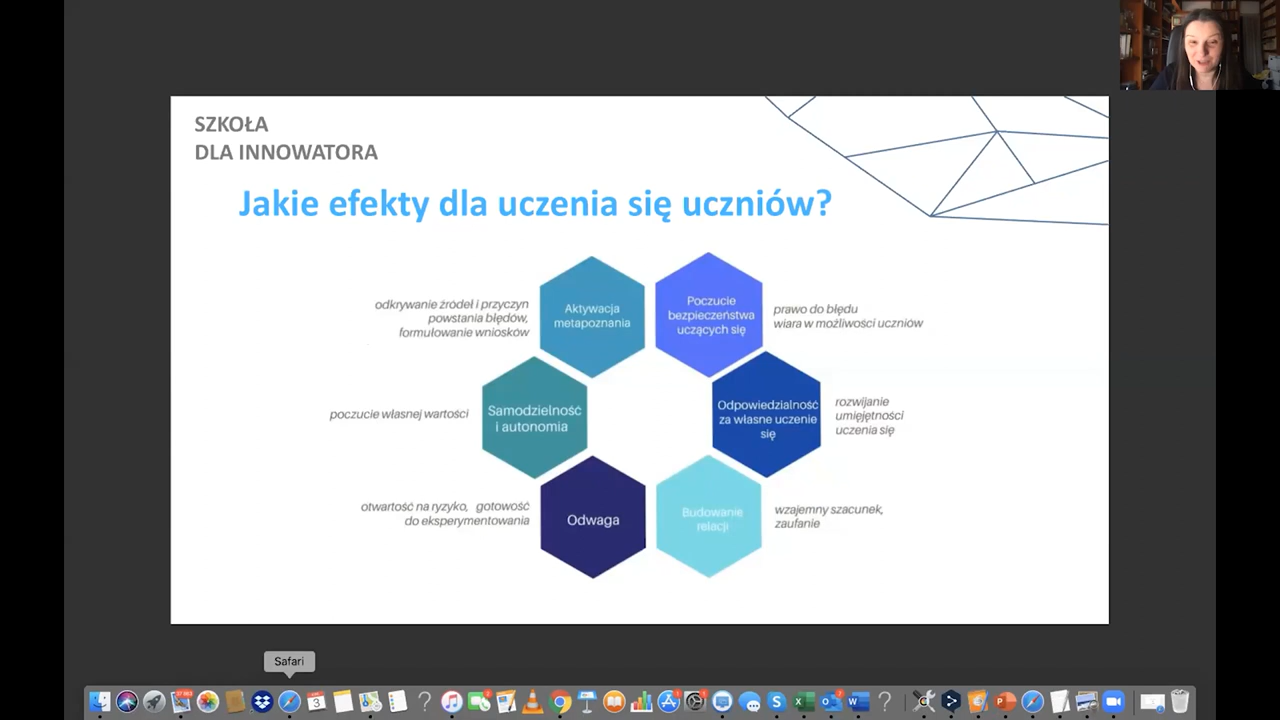 SZKOŁA
DLA INNOWATORA
Jakie efekty dla uczenia się uczniów?
odkrywanie źródeł i przyczyn
powstania błędów,
formułowanie wniosków
Aktywacja
metapoznania
Poczucie
bezpieczeństwa
uczących się
prawo do błędu
wiara w możliwości uczniów
poczucie własnej wartości
Samodzielność
i autonomia
Odpowiedzialność
za własne uczenie
się
rozwijanie
umiejętności
uczenia się
otwartość na ryzyko, gotowość
do eksperymentowania
Odwaga
Budowanie
relacji
wzajemny szacunek,
zaufanie
Safari